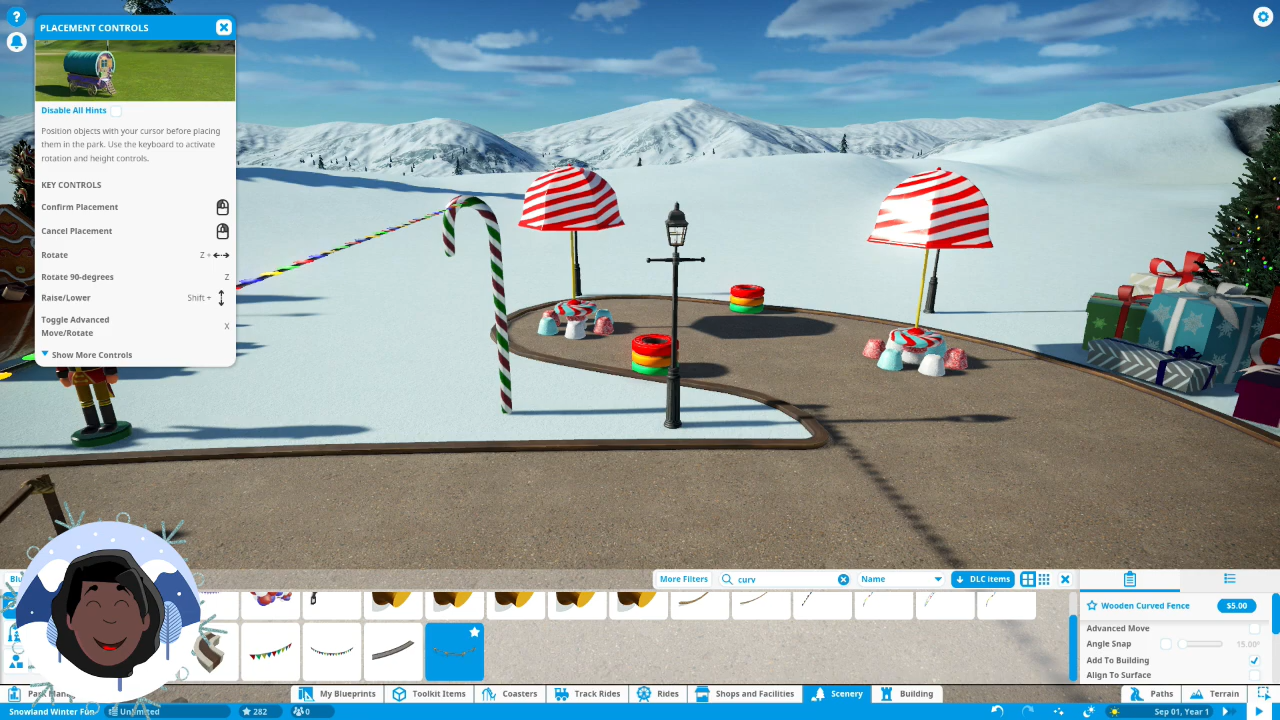 ?
PLACEMENT CONTROLS
Disable All Hints
Position objects with your cursor before placing
them in the park. Use the keyboard to activate
rotation and height controls.
KEY CONTROLS
Confirm Placement
Cancel Placement
Rotate Z +
Rotate 90-degrees Z
Raise/Lower Shift +
Toggle Advanced
Move/Rotate X
Show More Controls
More Filters curv Name DLC items
Wooden Curved Fence $5.00
Advanced Move
Angle Snap 15.00°
Add To Building
Align To Surface
My Blueprints Toolkit Items Coasters Track Rides Rides Shops and Facilities Scenery Building Paths Terrain
Snowland Winter Fun Unlimited 282 0 Sep 01, Year 1